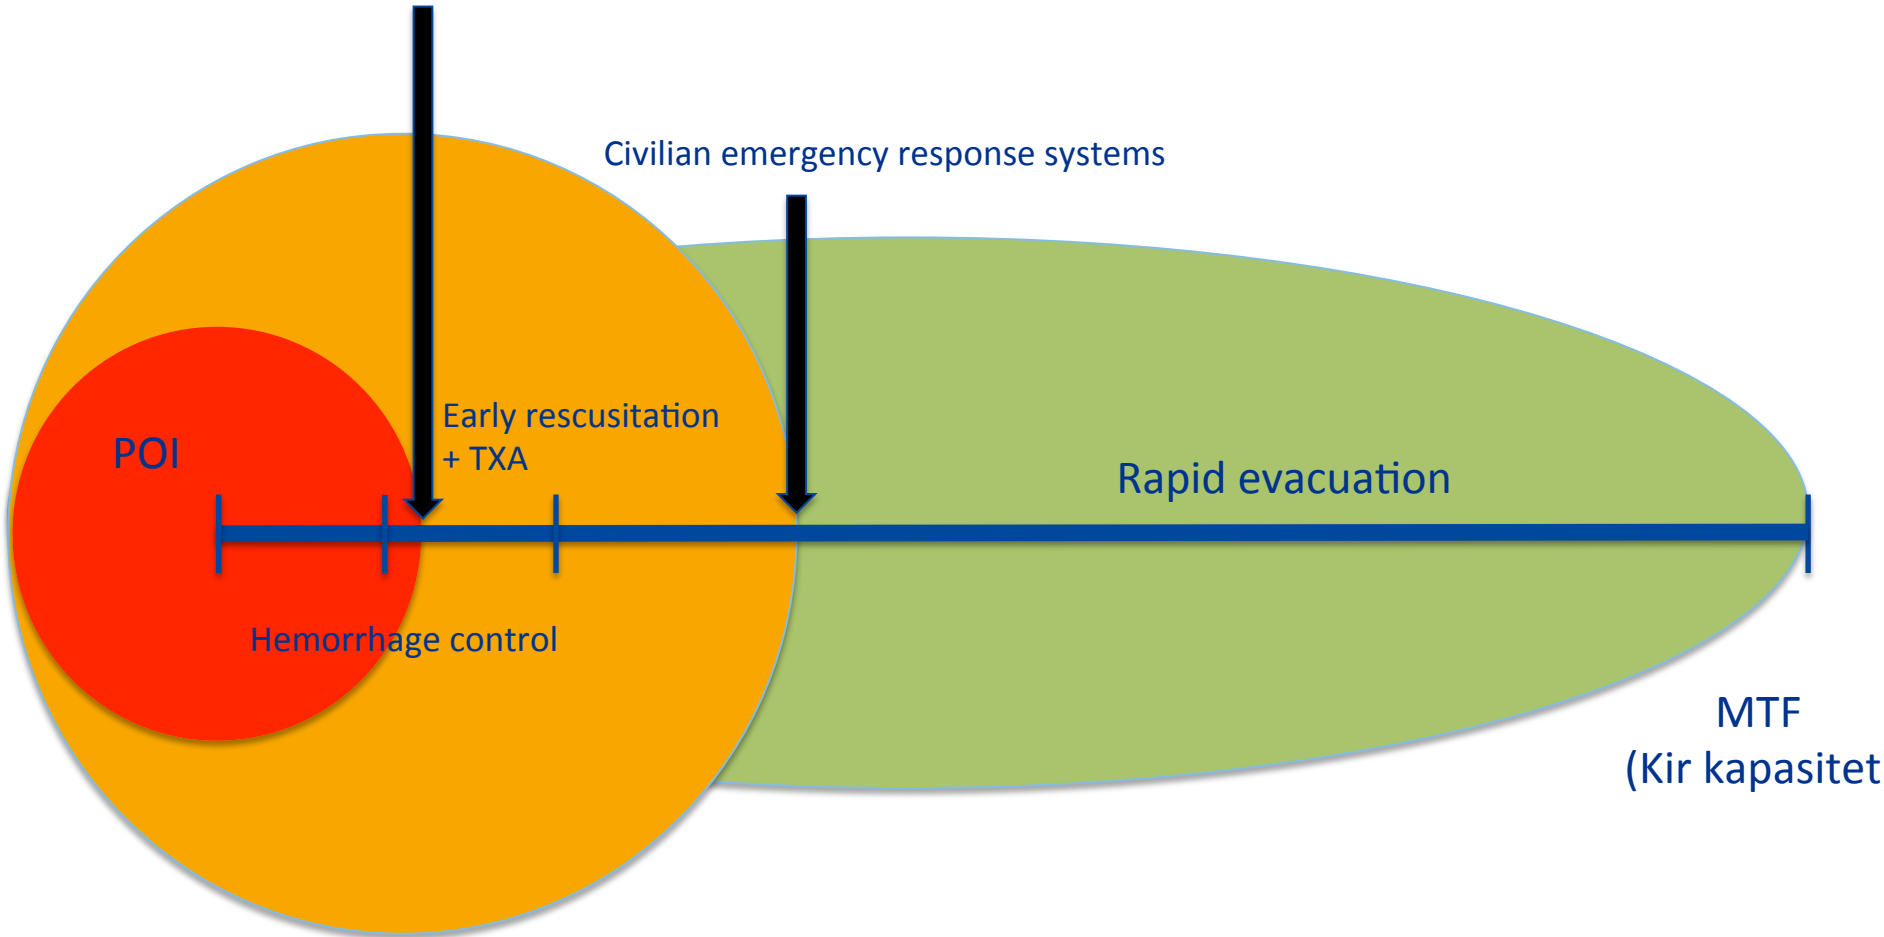 Civilian emergency response systems
Early rescusitation
+ TXA
POI
Rapid evacuation
Hemorrhage control
MTF
(Kir kapasitet